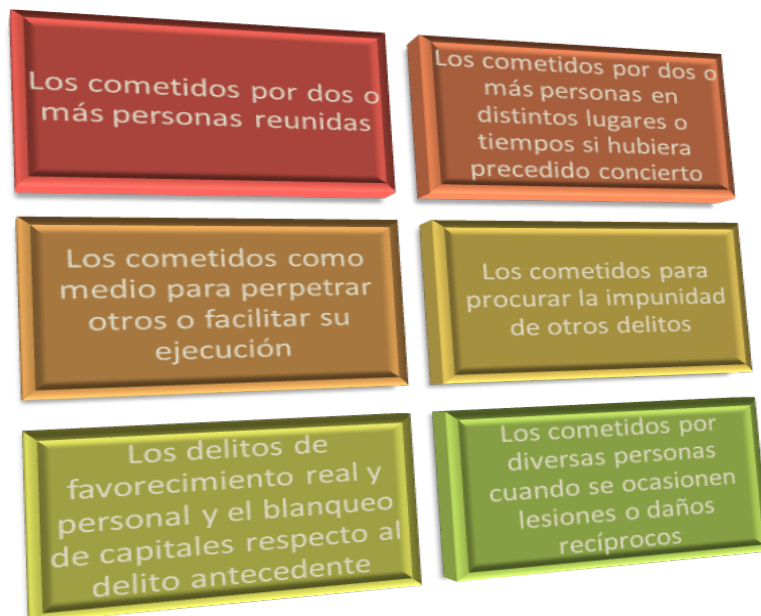 Los cometidos por dos o
más personas reunidas
Los cometidos por dos o
más personas en
distintos lugares o
tiempos si hubiera
precedido concierto
Los cometidos como
medio para perpetrar
otros o facilitar su
ejecución
Los cometidos para
procurar la impunidad
de otros delitos
Los delitos de
favorecimiento real y
personal y el blanqueo
de capitales respecto al
delito antecedente
Los cometidos por
diversas personas
cuando se ocasionen
lesiones o daños
recíprocos